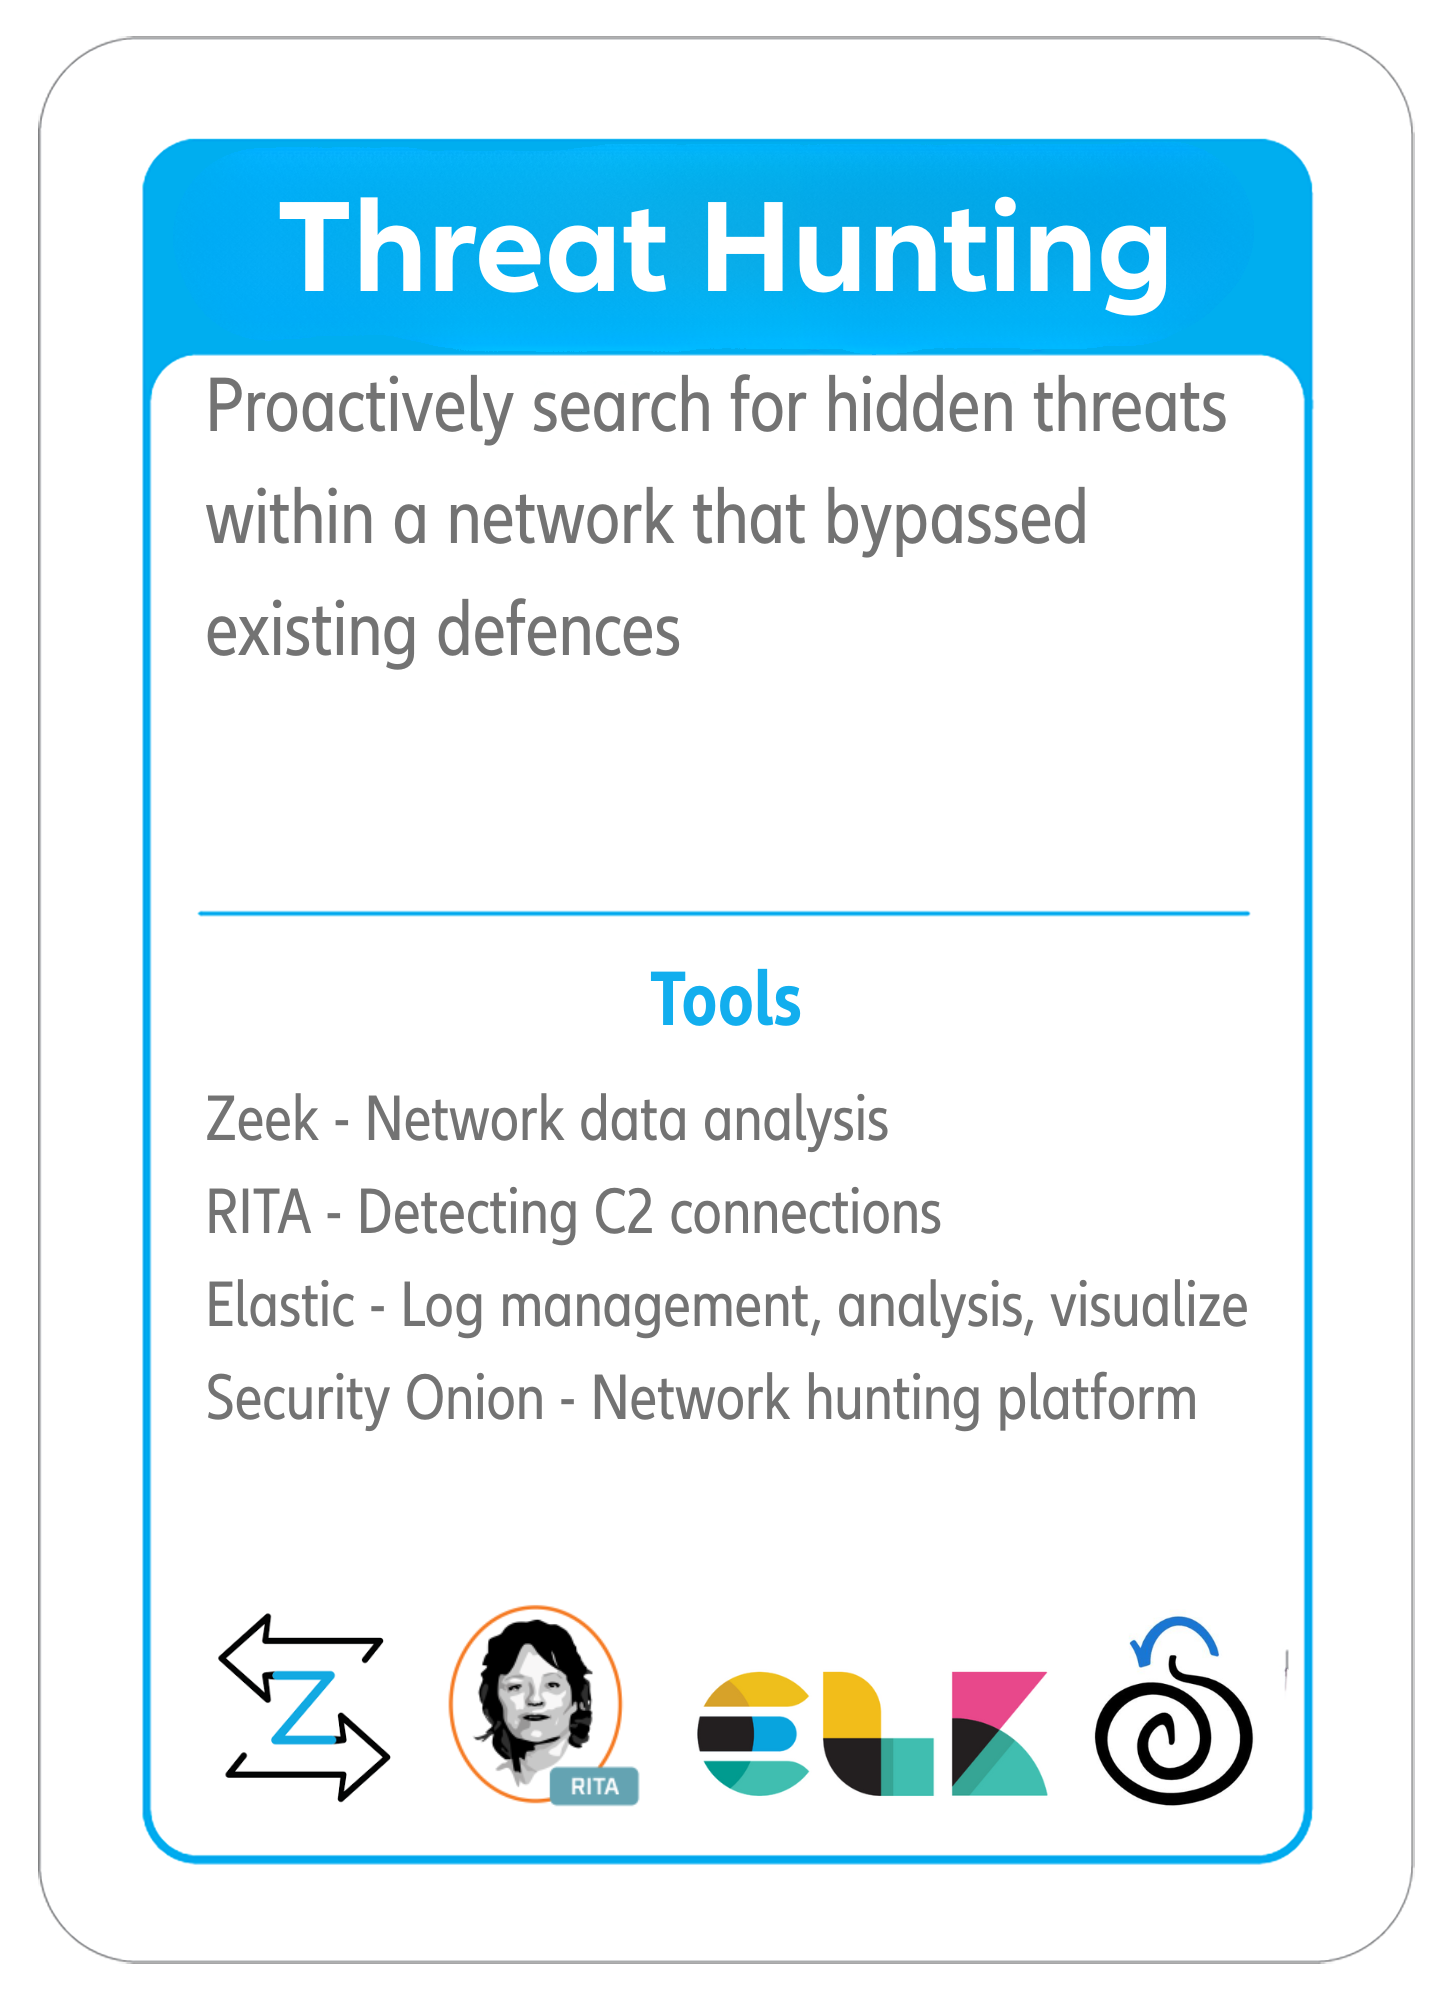 Threat Hunting
Proactively search for hidden threats
within a network that bypassed
existing defences
Tools
Zeek - Network data analysis
RITA - Detecting C2 connections
Elastic - Log management, analysis, visualize
Security Onion - Network hunting platform
Z
RITA
ELK